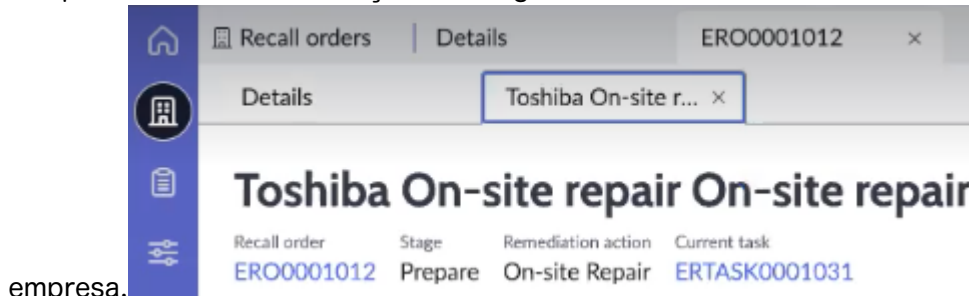 Recall orders Details ERO0001012 ×
Details Toshiba On-site r... ×
Toshiba On-site repair On-site repair
Recall order Stage Remediation action Current task
ERO0001012 Prepare On-site Repair ERTASK0001031
empresa.